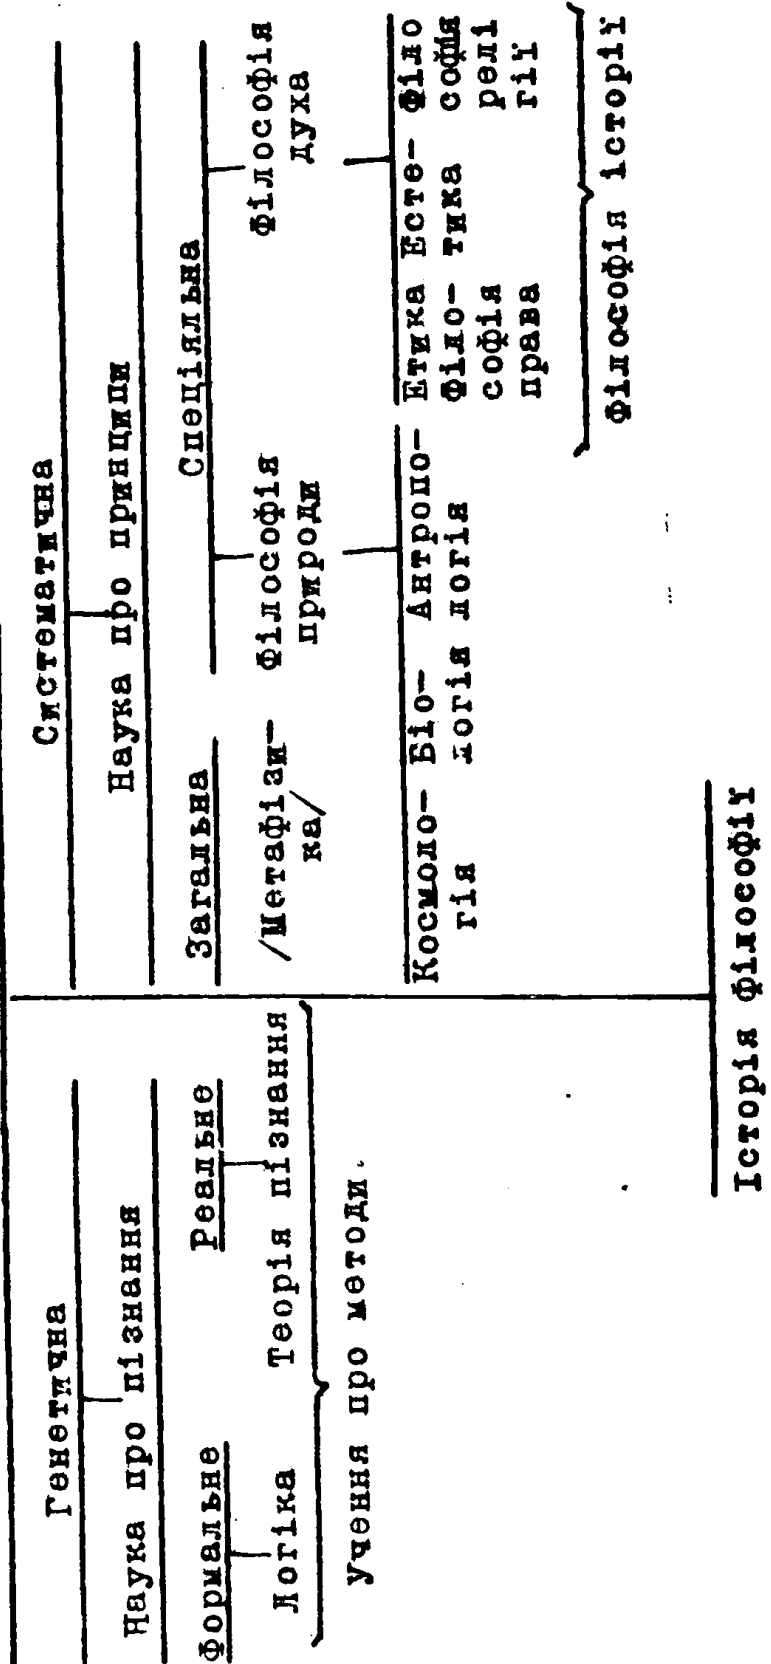 Генетична
Систематична
Наука про пізнання
Наука про принципи
Формальне
Реальне
Загальна
Спеціяльна
Логіка
Теорія пізнання
/Метафізи-
ка/
Філософія
природи
Філософія
духа
Учення про методи.
Космоло-
гія
Біо-
логія
Антропо-
логія
Етика
Філо-
софія
права
Есте-
тика
Філо
софія
релі
гії
Філософія історії
Історія філософії